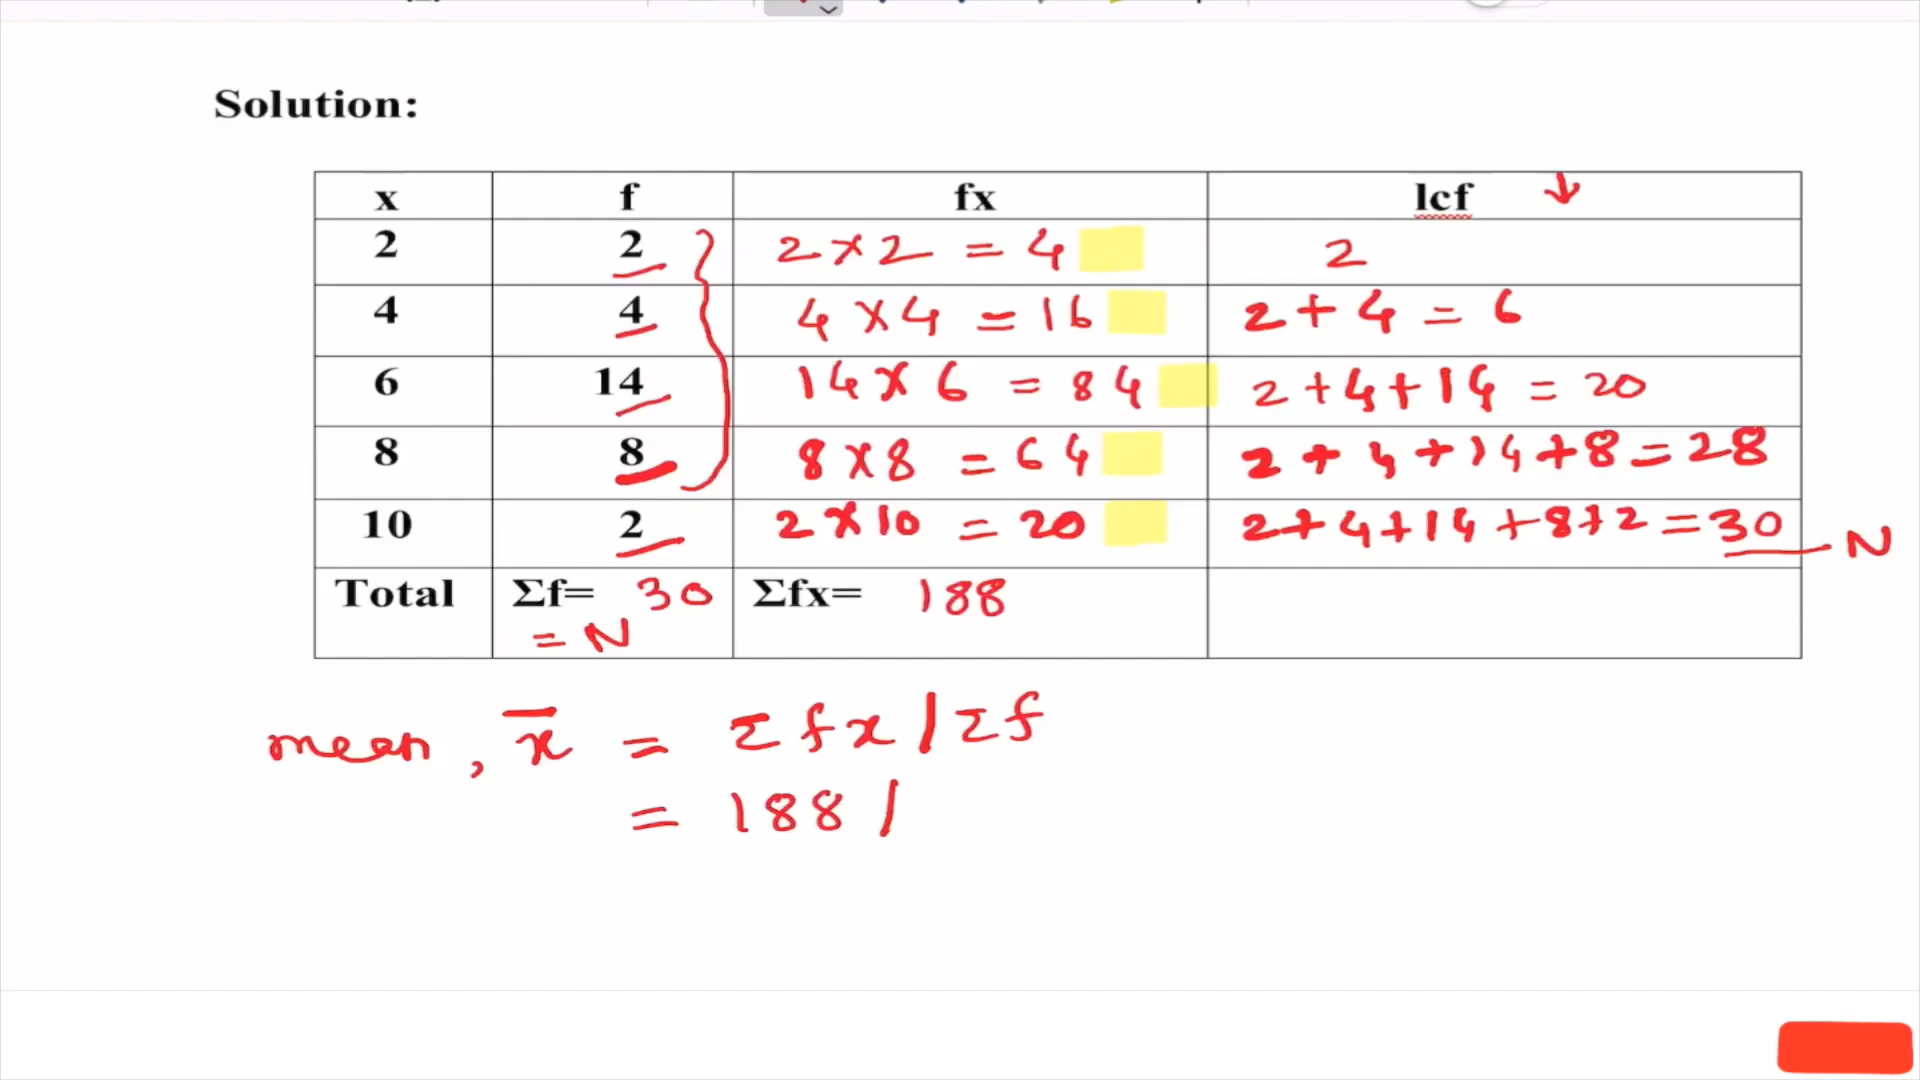 Solution:
x f fx lcf ↓
2 2 2 × 2 = 4 2
4 4 4 × 4 = 16 2 + 4 = 6
6 14 14 × 6 = 84 2 + 4 + 14 = 20
8 8 8 × 8 = 64 2 + 4 + 14 + 8 = 28
10 2 2 × 10 = 20 2 + 4 + 14 + 8 + 2 = 30 N
Total Σf= 30 Σfx= 188
= N
mean, x̄ = Σfx / Σf
= 188 /